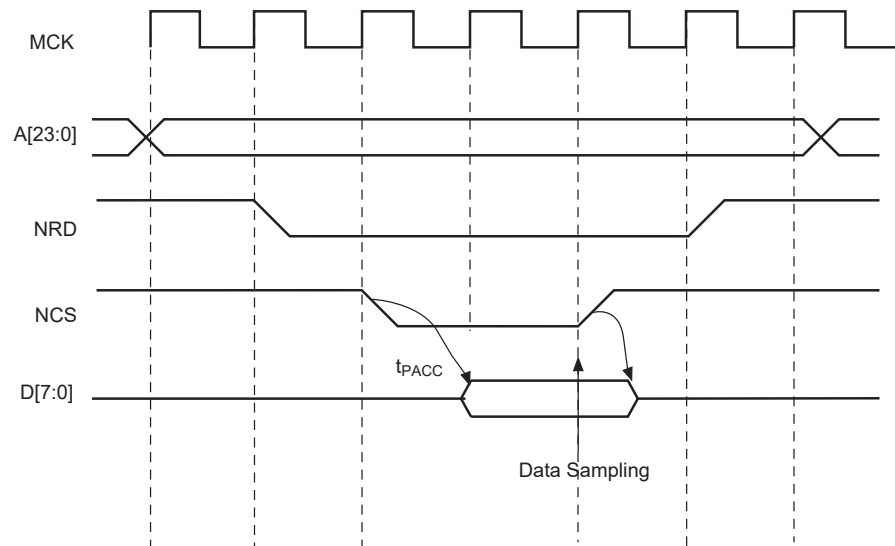 MCK
A[23:0]
NRD
NCS
tPACC
D[7:0]
Data Sampling